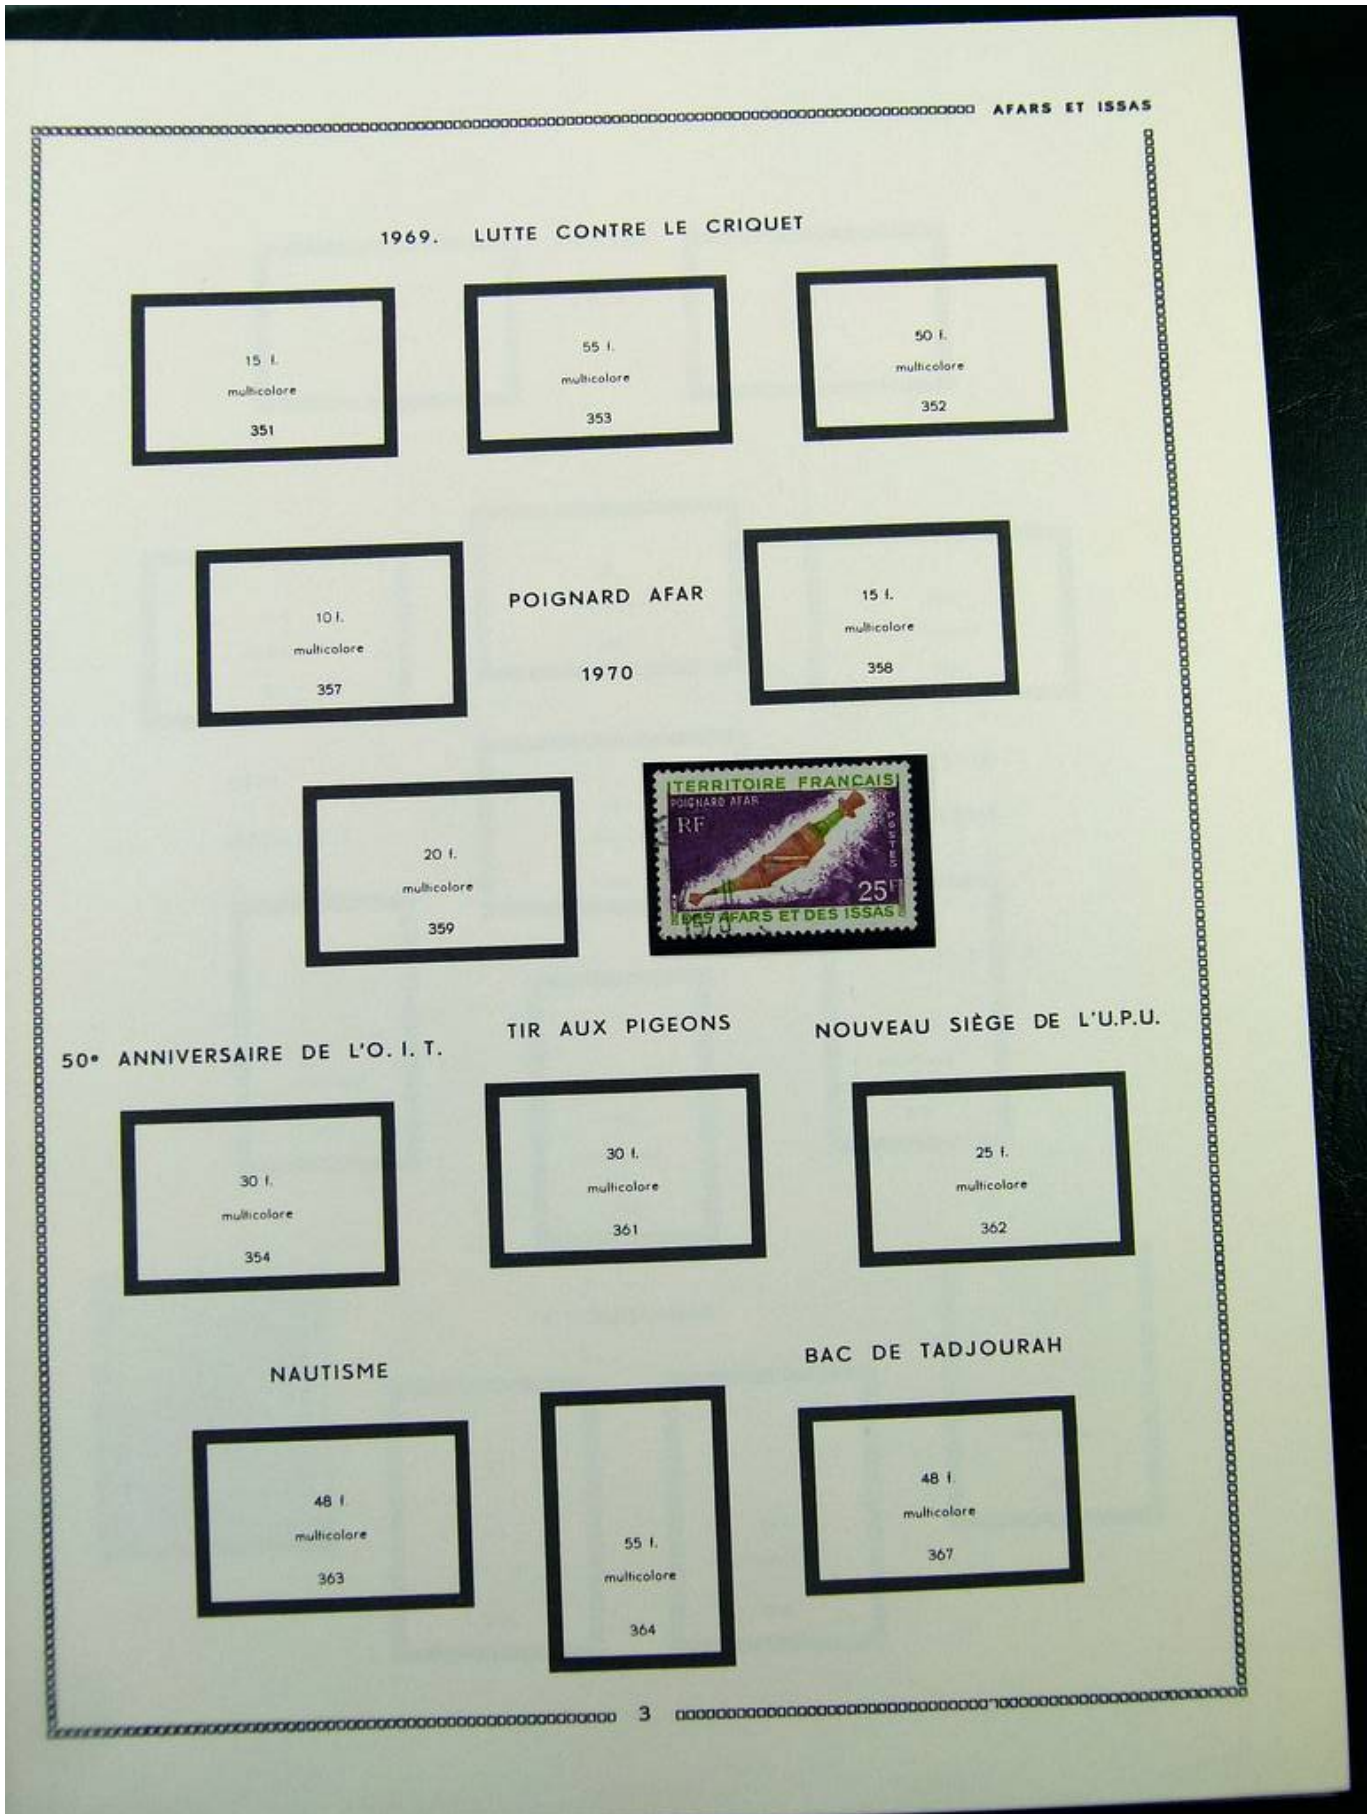 AFARS ET ISSAS
1969. LUTTE CONTRE LE CRIQUET
15 f.
multicolore
351
55 f.
multicolore
353
50 f.
multicolore
352
10 f.
multicolore
357
POIGNARD AFAR
1970
15 f.
multicolore
358
20 f.
multicolore
359
TERRITOIRE FRANÇAIS
POIGNARD AFAR
RF
POSTES
25F
DES AFARS ET DES ISSAS
1970
50e ANNIVERSAIRE DE L'O. I. T.
30 f.
multicolore
354
TIR AUX PIGEONS
30 f.
multicolore
361
NOUVEAU SIÈGE DE L'U.P.U.
25 f.
multicolore
362
NAUTISME
48 f.
multicolore
363
55 f.
multicolore
364
BAC DE TADJOURAH
48 f.
multicolore
367
3